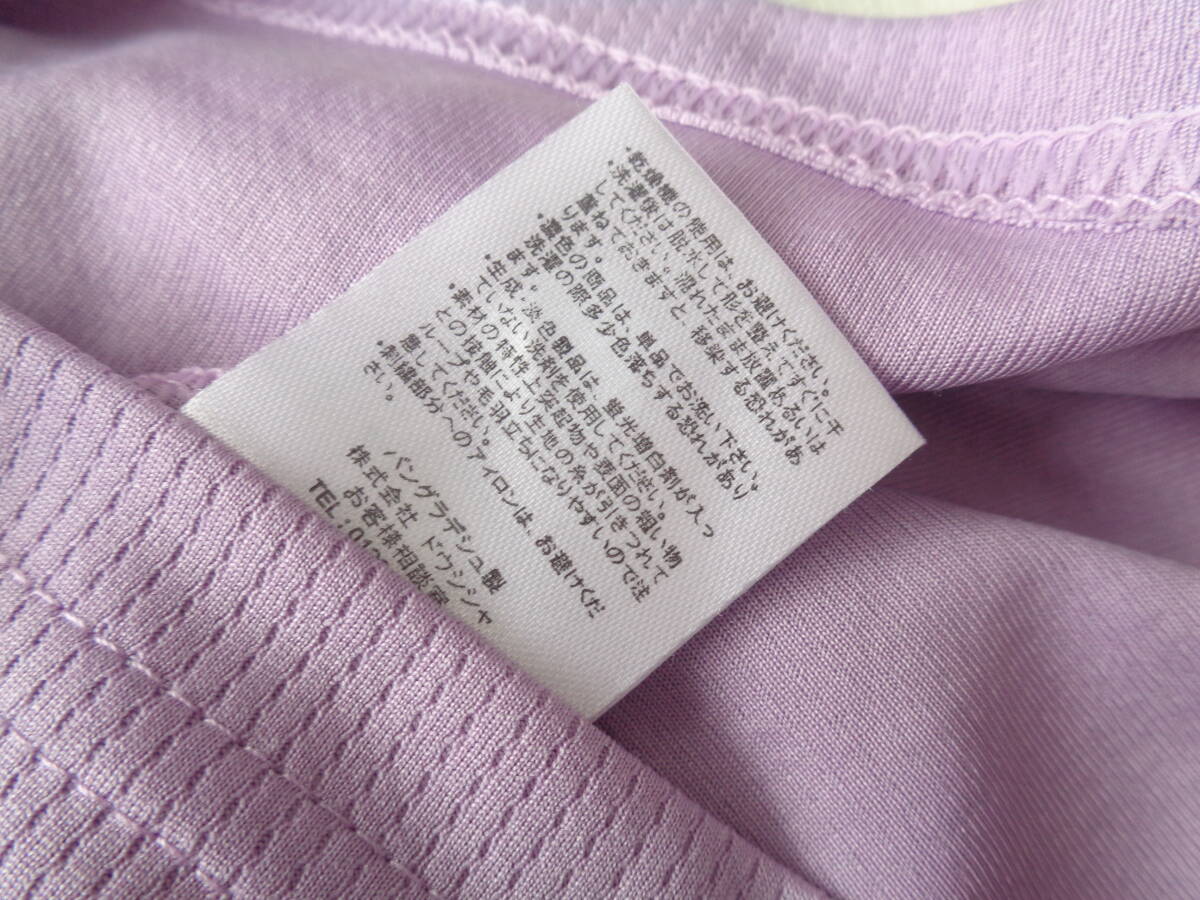 ・乾燥機の使用は、お避けください。
・洗濯後は脱水して形を整えてすぐに干
してください。濡れたまま放置あるいは
重ねておきますと、移染する恐れがあ
ります。
・濃色の商品は、単品でお洗い下さい。
洗濯の際多少色落ちする恐れがあり
ます。
・生成・淡色製品は、蛍光増白剤が入っ
ていない洗剤を使用してください。
・素材の特性上突起物や表面の粗い物
との接触により生地の糸が引きつれて
ループや毛羽立ちになりやすいので注
意してください。
・刺繍部分へのアイロンは、お避けくだ
さい。
バングラデシュ製
株式会社 ドウシシャ
お客様相談室
TEL:012